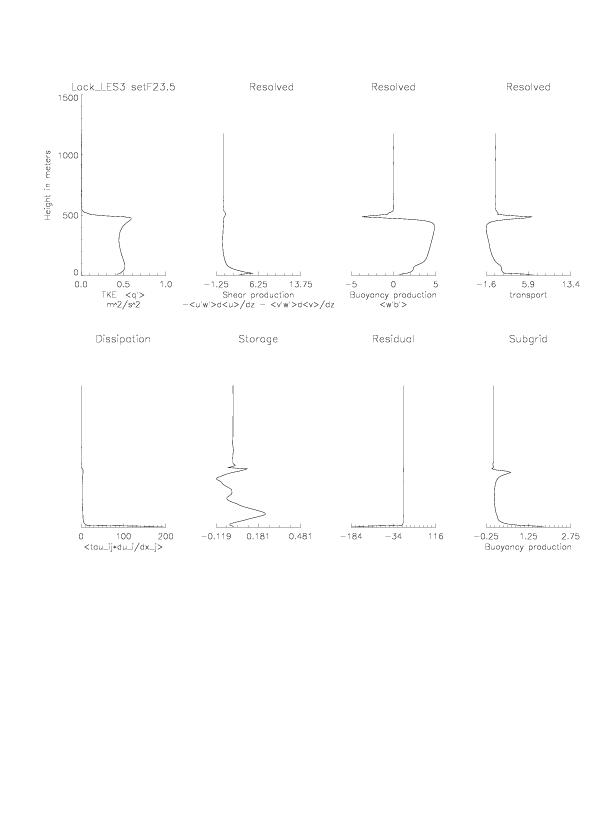 Lock_LES3 setF23.5 Resolved Resolved Resolved
1500
1000
500
0
Height in meters
0.0 0.5 1.0 -1.25 6.25 13.75 -5 0 5 -1.6 5.9 13.4
TKE <q'> Shear production Buoyancy production transport
m^2/s^2 -<u'w'>d<u>/dz - <v'w'>d<v>/dz <w'b'>
Dissipation Storage Residual Subgrid
0 100 200 -0.119 0.181 0.481 -184 -34 116 -0.25 1.25 2.75
<tau_ij*du_i/dx_j> Buoyancy production